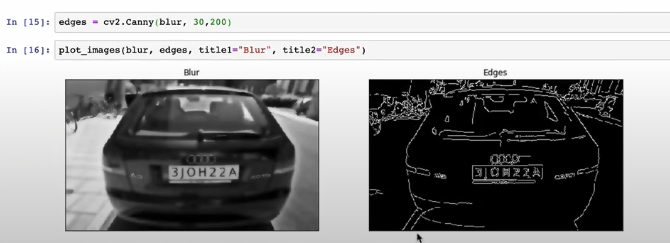 In [15]: edges = cv2.Canny(blur, 30,200)
In [16]: plot_images(blur, edges, title1="Blur", title2="Edges")
Blur
Edges
3JOH22A
3JOH22A